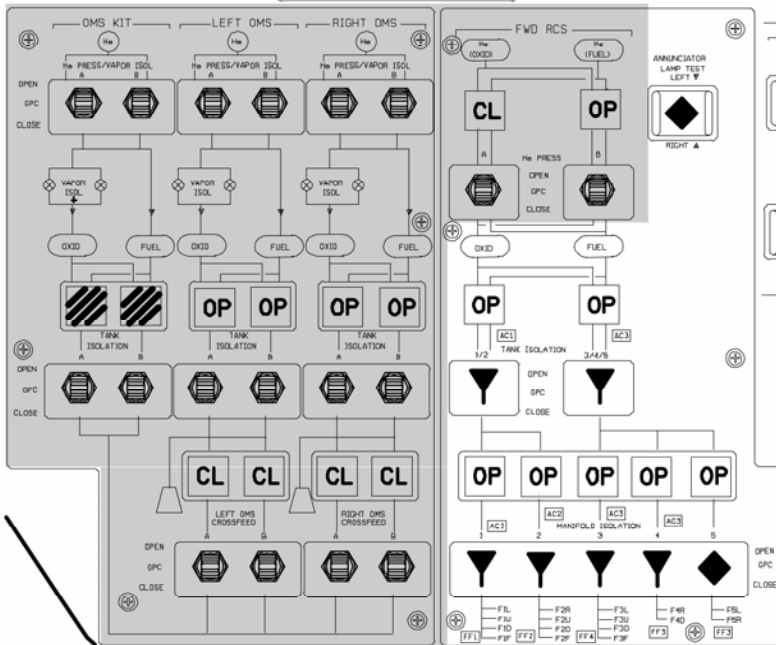 OMS KIT
LEFT OMS
RIGHT OMS
FWD RCS
He
He
He
He (OXID)
He (FUEL)
He PRESS/VAPOR ISOL
He PRESS/VAPOR ISOL
He PRESS/VAPOR ISOL
A B
A B
A B
ANNUNCIATOR
LAMP TEST
LEFT ▼
RIGHT ▲
OPEN
GPC
CLOSE
CL
OP
A
B
He PRESS
OPEN
GPC
CLOSE
VAPOR ISOL
VAPOR ISOL
VAPOR ISOL
OXID
FUEL
OXID
FUEL
OXID
FUEL
OXID
FUEL
OP OP
OP OP
OP
OP
TANK ISOLATION
TANK ISOLATION
TANK ISOLATION
A B
A B
A B
AC1
AC3
1/2
TANK ISOLATION
3/4/5
OPEN
GPC
CLOSE
OPEN
GPC
CLOSE
CL CL
CL CL
OP OP OP OP OP
LEFT OMS CROSSFEED
RIGHT OMS CROSSFEED
A B
A B
AC1
AC2
AC3
AC3
MANIFOLD ISOLATION
1 2 3 4 5
OPEN
GPC
CLOSE
OPEN
GPC
CLOSE
F1L
F1U
F1D
F1F
FF1
F2R
F2U
F2D
F2F
FF2
F3L
F3U
F3D
F3F
FF4
F4R
F4D
FF3
F5L
F5R
FF3